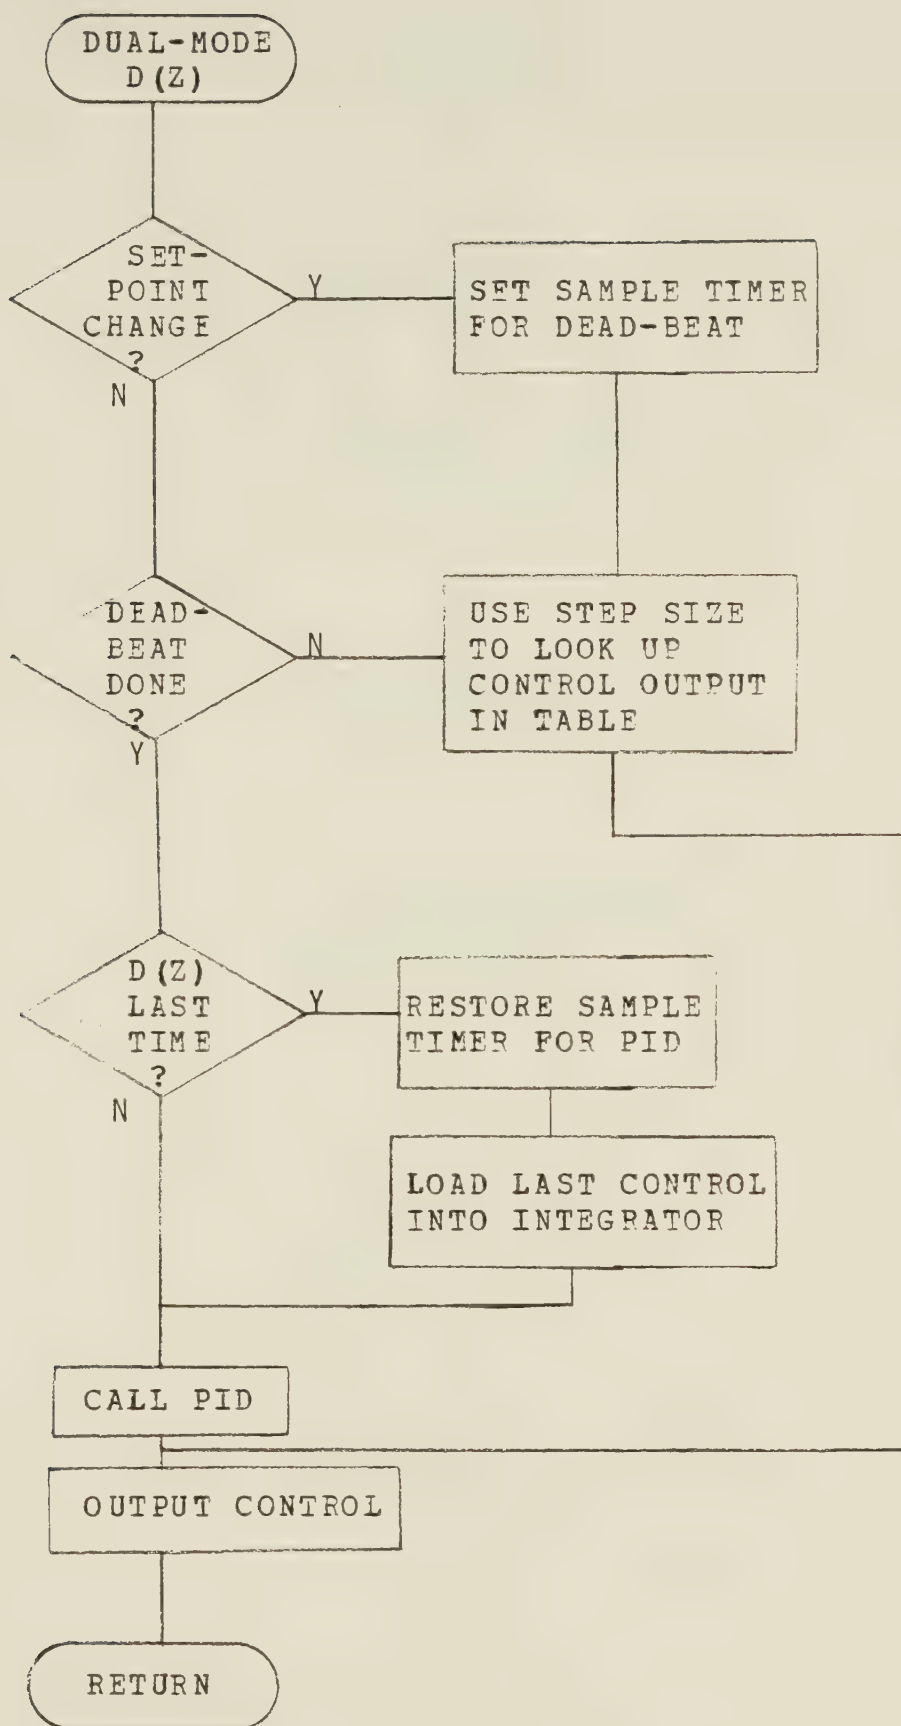 DUAL-MODE
D(Z)
SET-
POINT
CHANGE
?
Y
N
SET SAMPLE TIMER
FOR DEAD-BEAT
DEAD-
BEAT
DONE
?
N
Y
USE STEP SIZE
TO LOOK UP
CONTROL OUTPUT
IN TABLE
D(Z)
LAST
TIME
?
Y
N
RESTORE SAMPLE
TIMER FOR PID
LOAD LAST CONTROL
INTO INTEGRATOR
CALL PID
OUTPUT CONTROL
RETURN